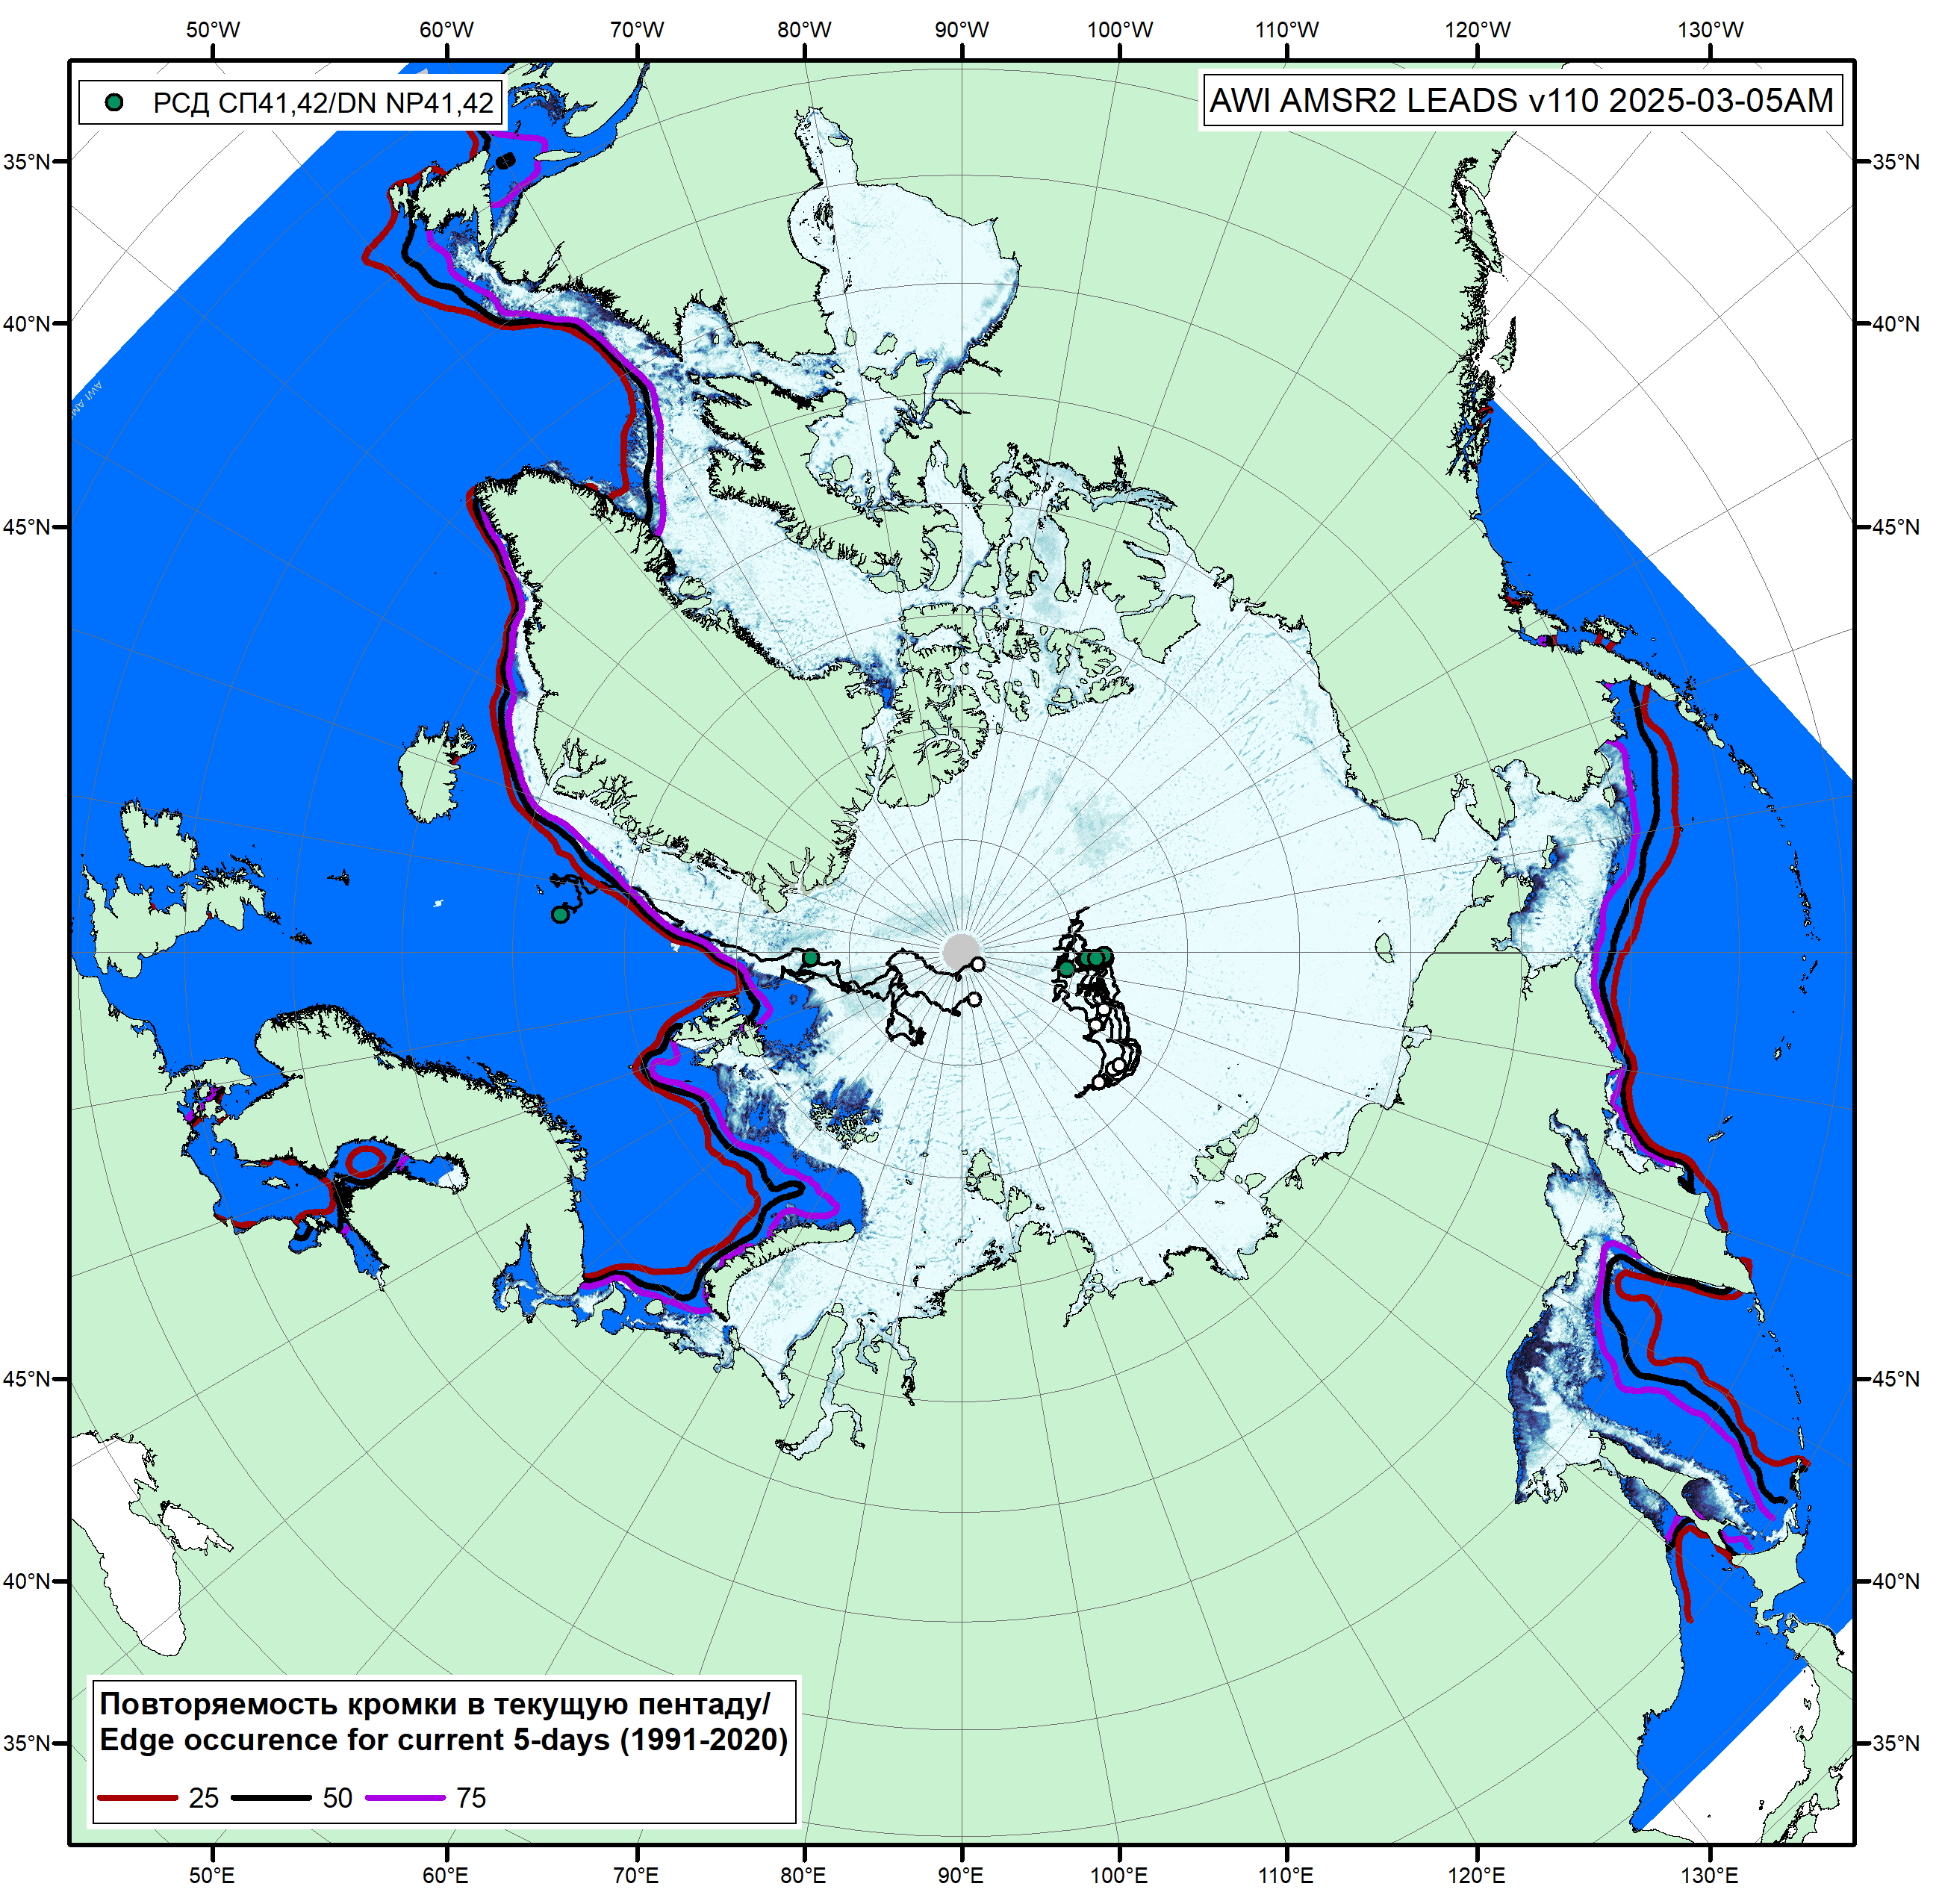 50°W 60°W 70°W 80°W 90°W 100°W 110°W 120°W 130°W
РСД СП41,42/DN NP41,42
AWI AMSR2 LEADS v110 2025-03-05AM
35°N 35°N
40°N 40°N
AWI
45°N 45°N
45°N 45°N
40°N 40°N
35°N 35°N
Повторяемость кромки в текущую пентаду/
Edge occurence for current 5-days (1991-2020)
25 50 75
50°E 60°E 70°E 80°E 90°E 100°E 110°E 120°E 130°E